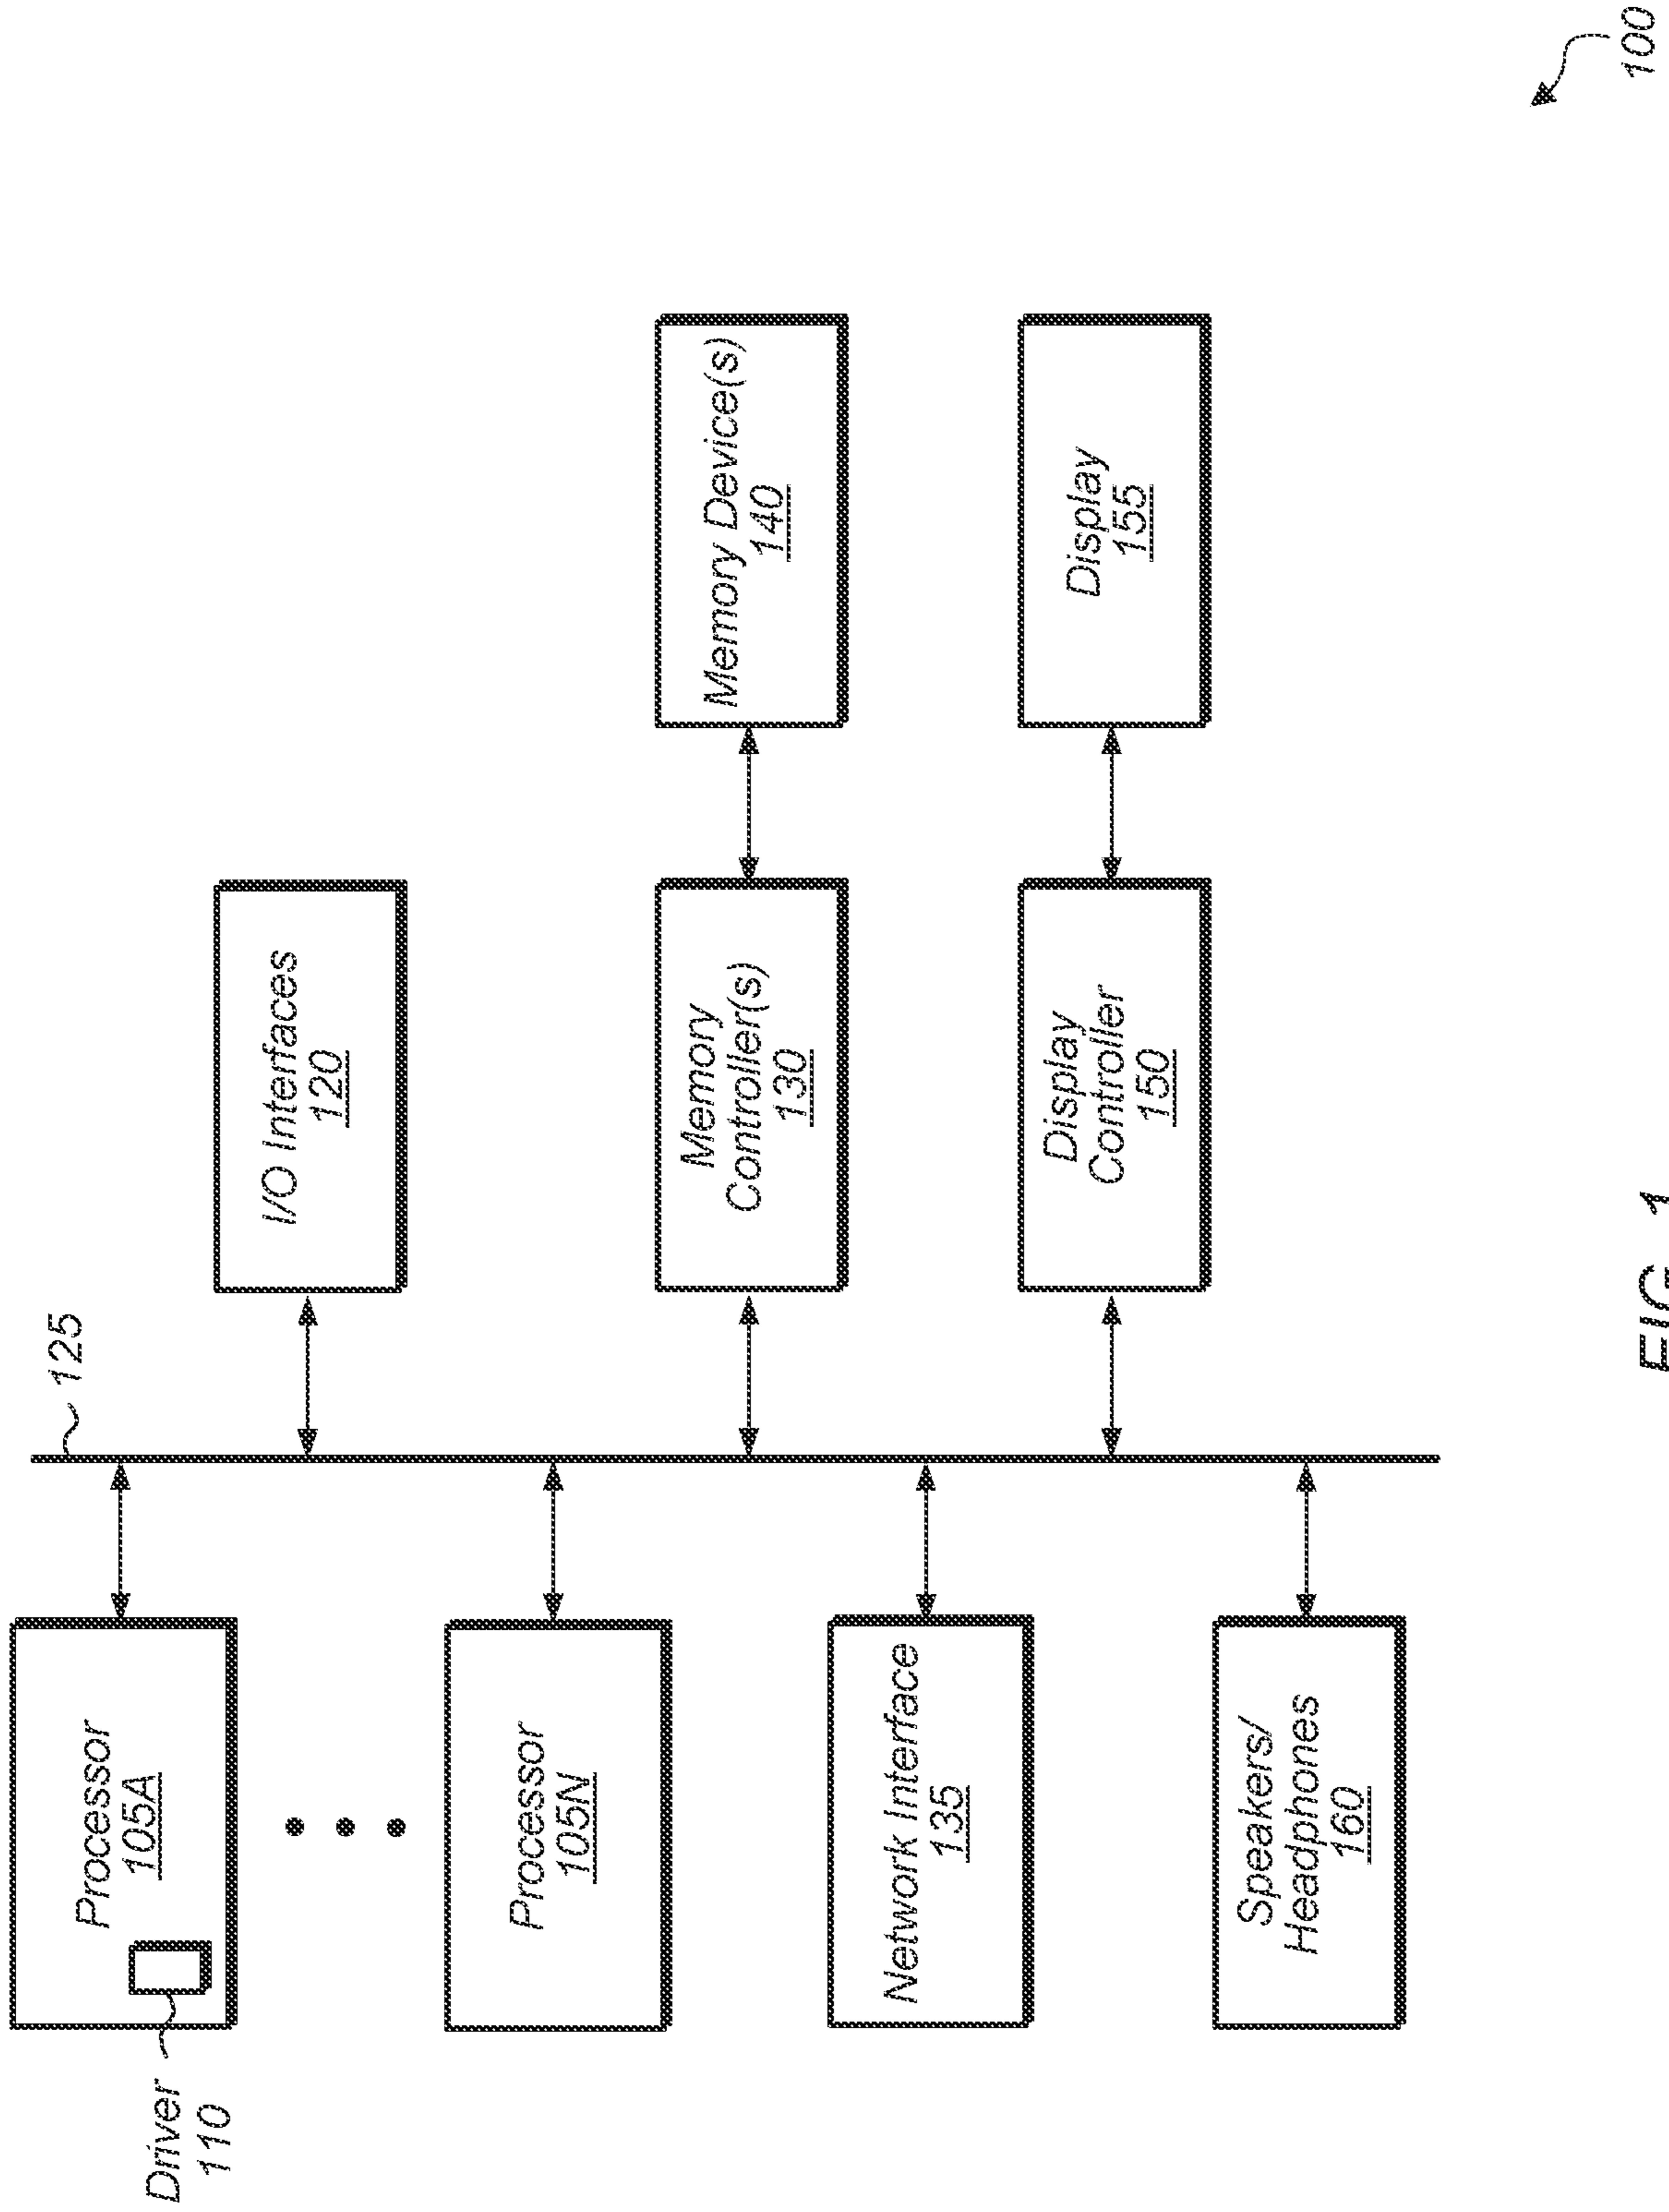 125
Processor
105A
Driver
110
I/O Interfaces
120
Processor
105N
Memory
Controller(s)
130
Memory Device(s)
140
Network Interface
135
Display
Controller
150
Display
155
Speakers/
Headphones
160
100
FIG. 1